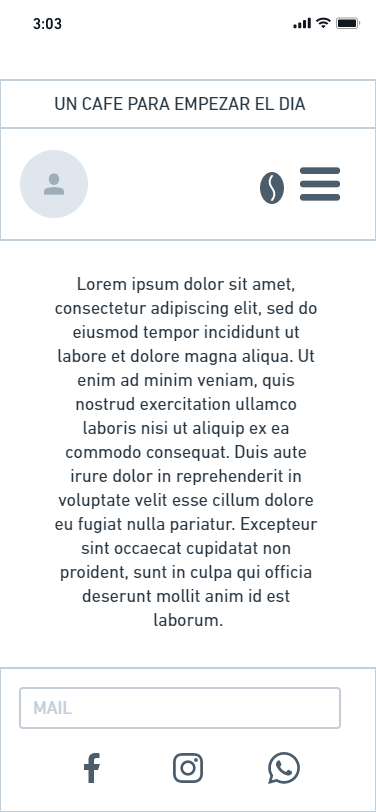 3:03
UN CAFE PARA EMPEZAR EL DIA
Lorem ipsum dolor sit amet,
consectetur adipiscing elit, sed do
eiusmod tempor incididunt ut
labore et dolore magna aliqua. Ut
enim ad minim veniam, quis
nostrud exercitation ullamco
laboris nisi ut aliquip ex ea
commodo consequat. Duis aute
irure dolor in reprehenderit in
voluptate velit esse cillum dolore
eu fugiat nulla pariatur. Excepteur
sint occaecat cupidatat non
proident, sunt in culpa qui officia
deserunt mollit anim id est
laborum.
MAIL